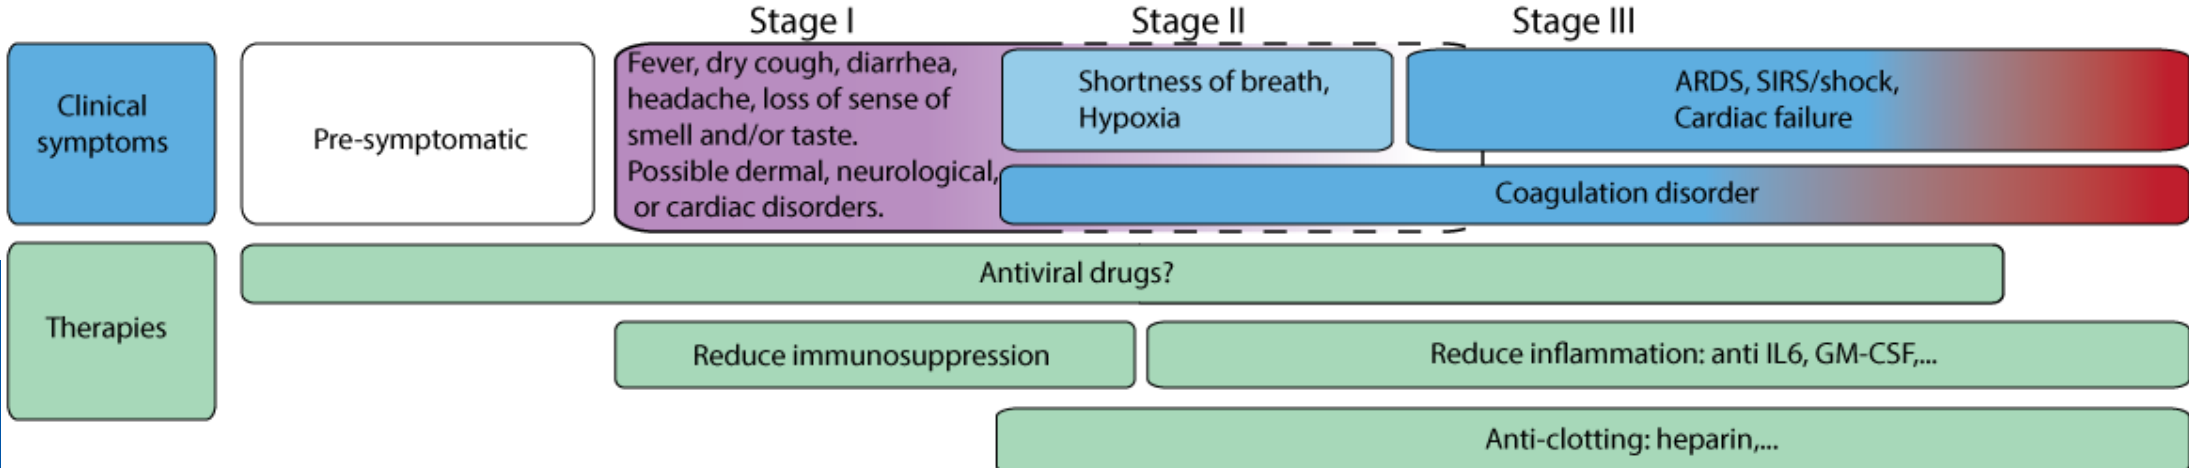 Stage I
Stage II
Stage III
Clinical
symptoms
Pre-symptomatic
Fever, dry cough, diarrhea,
headache, loss of sense of
smell and/or taste.
Possible dermal, neurological,
or cardiac disorders.
Shortness of breath,
Hypoxia
ARDS, SIRS/shock,
Cardiac failure
Coagulation disorder
Therapies
Antiviral drugs?
Reduce immunosuppression
Reduce inflammation: anti IL6, GM-CSF,...
Anti-clotting: heparin,...